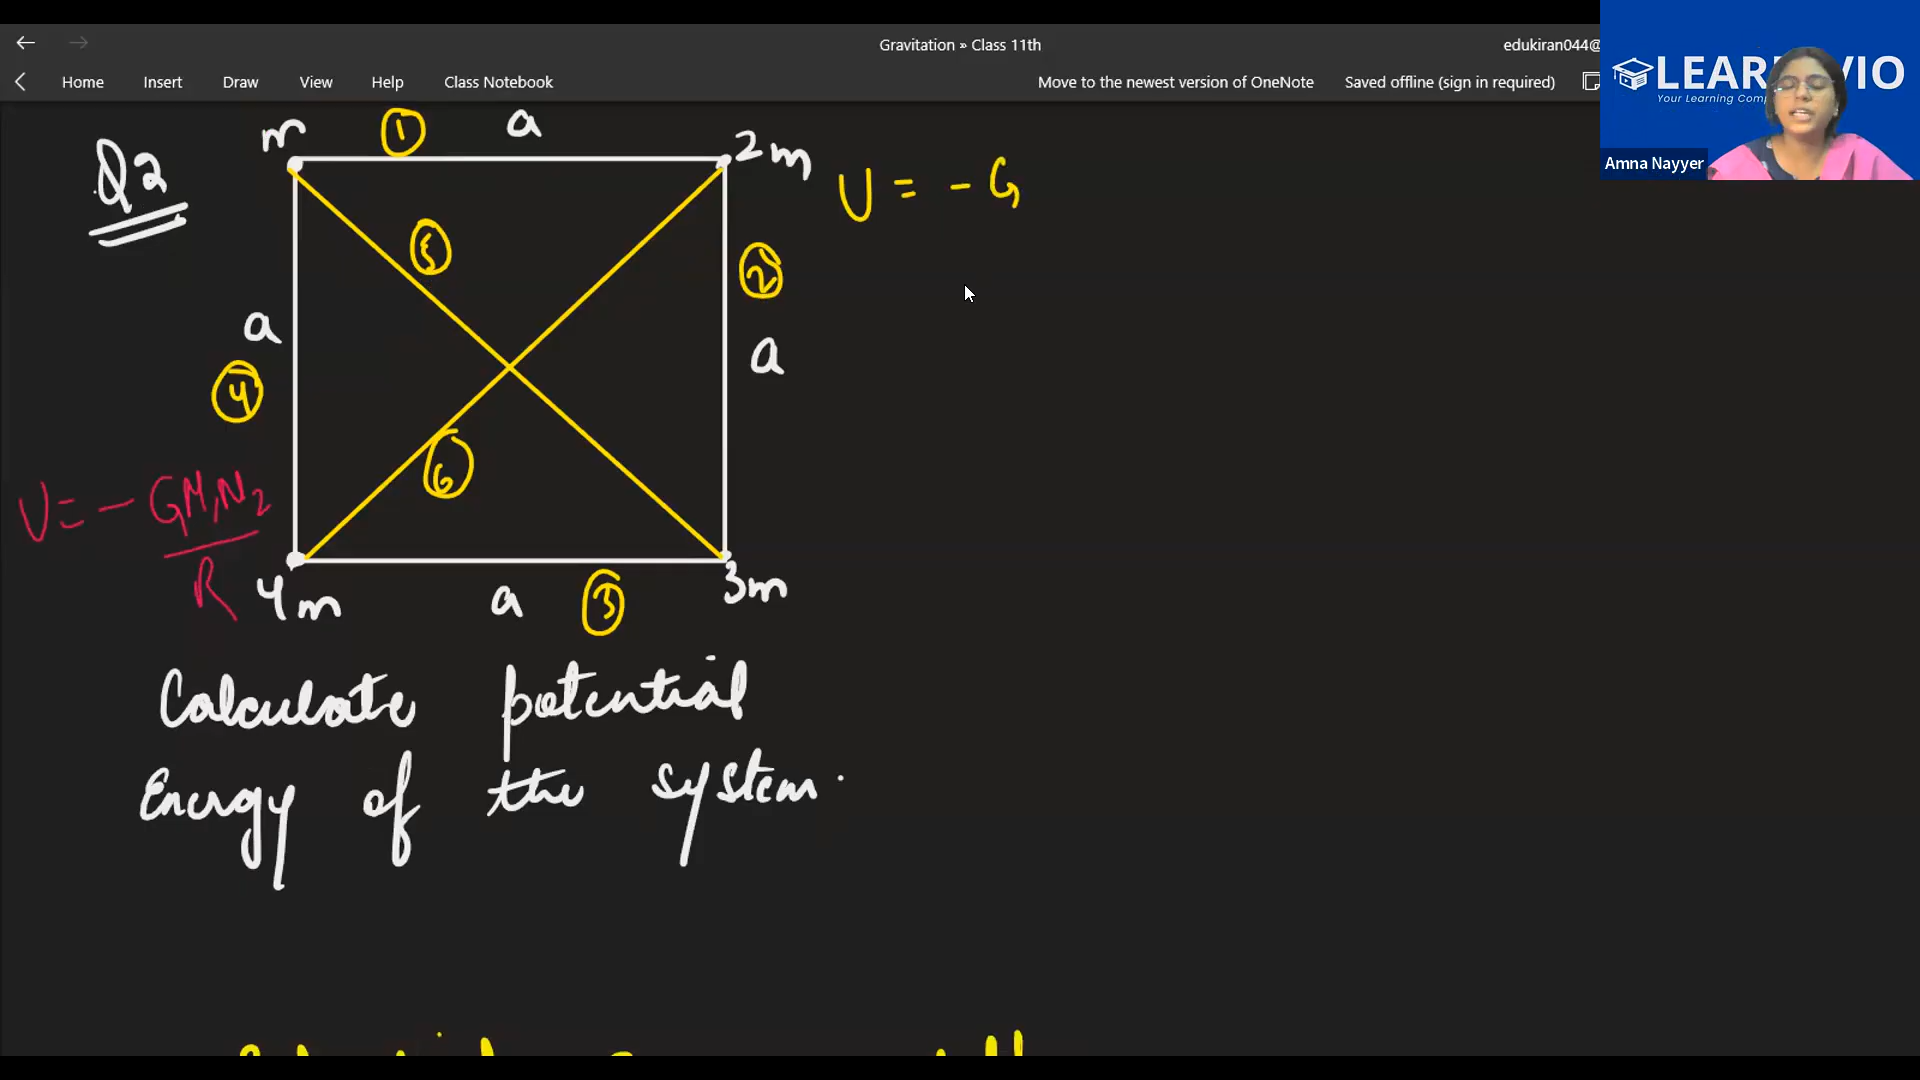 Gravitation » Class 11th
edukiran044@
Home Insert Draw View Help Class Notebook
Move to the newest version of OneNote Saved offline (sign in required)
LEAR VIO
Your Learning Comp
Amna Nayyer
Q2
m ① a 2m
U = - G
⑤
②
a
a
④
⑥
U = - GM₁M₂
R
4m a ③ 3m
Calculate potential
Energy of the system.